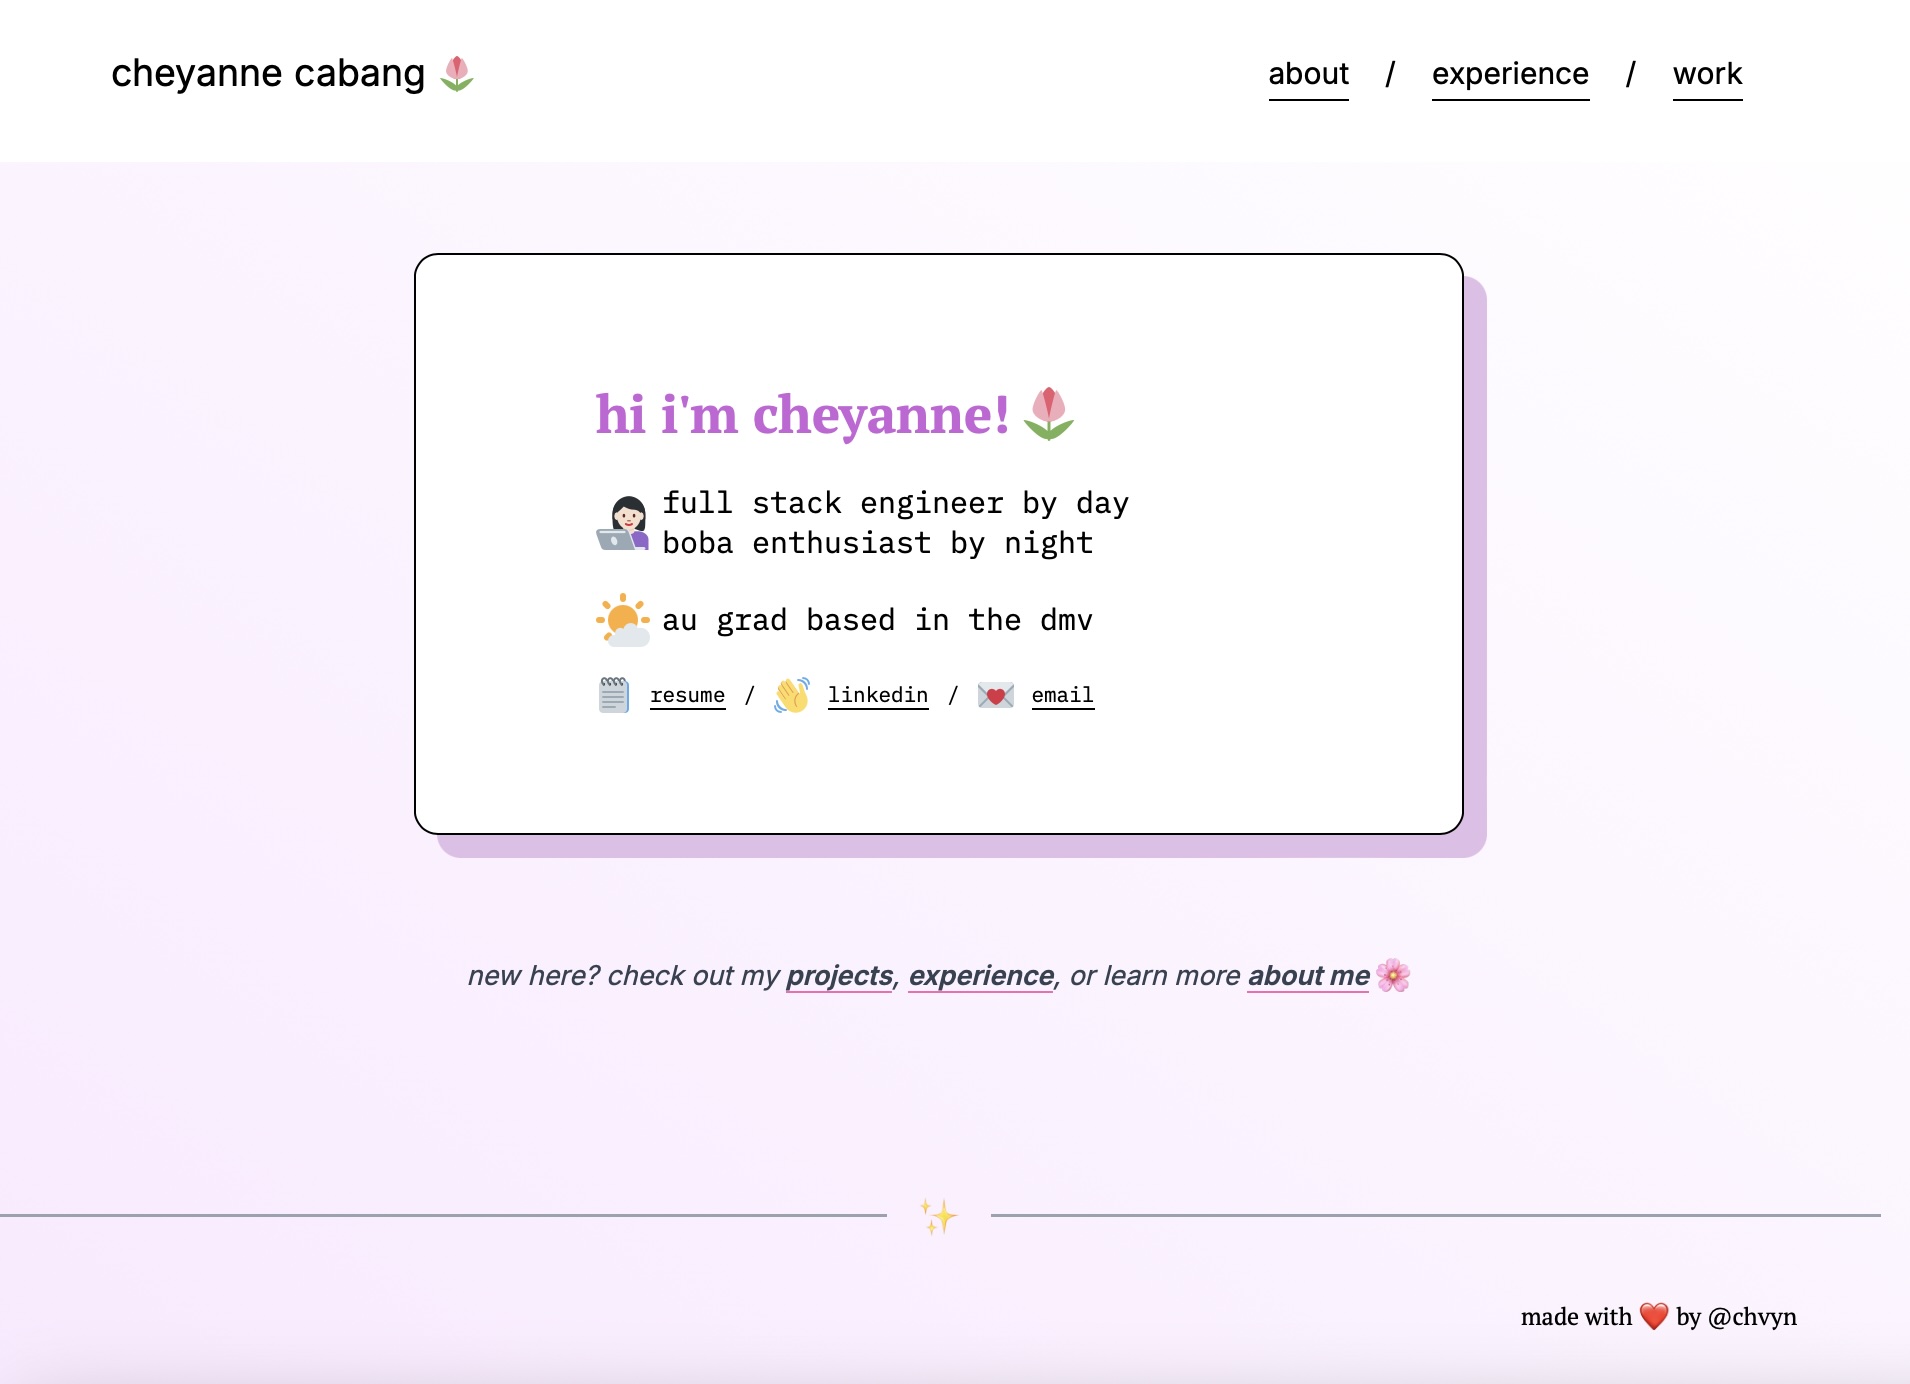 cheyanne cabang 🌷
about / experience / work
hi i'm cheyanne! 🌷
full stack engineer by day
boba enthusiast by night
au grad based in the dmv
resume / linkedin / email
new here? check out my projects, experience, or learn more about me 🌸
made with ❤️ by @chvyn